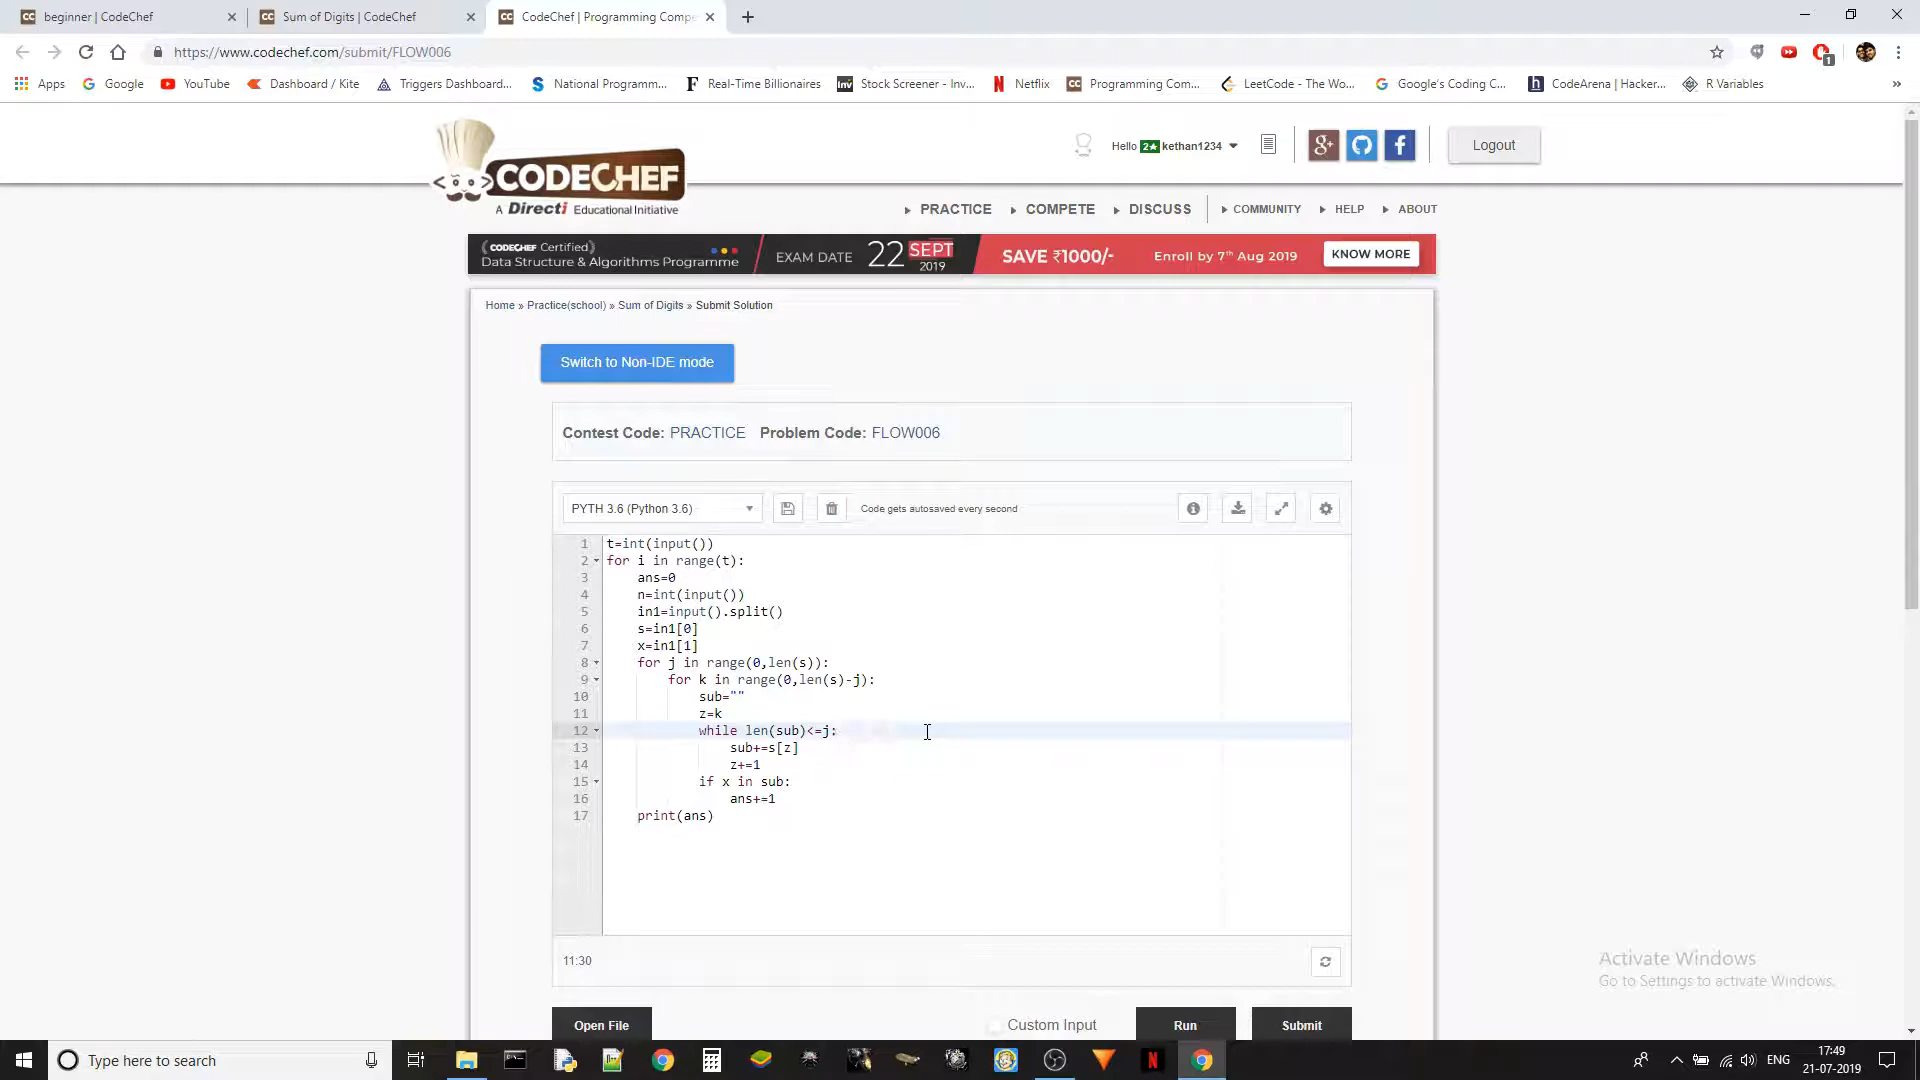 beginner | CodeChef
Sum of Digits | CodeChef
CodeChef | Programming Compe
https://www.codechef.com/submit/FLOW006
1
Apps
Google
YouTube
Dashboard / Kite
Triggers Dashboard...
National Programm...
Real-Time Billionaires
Stock Screener - Inv...
Netflix
Programming Com...
LeetCode - The Wo...
Google's Coding C...
CodeArena | Hacker...
R Variables
»
CODECHEF
A Directi Educational Initiative
Hello 2★ kethan1234
Logout
PRACTICE
COMPETE
DISCUSS
COMMUNITY
HELP
ABOUT
CODECHEF Certified
Data Structure & Algorithms Programme
EXAM DATE 22 SEPT 2019
SAVE ₹1000/-
Enroll by 7th Aug 2019
KNOW MORE
Home » Practice(school) » Sum of Digits » Submit Solution
Switch to Non-IDE mode
Contest Code: PRACTICE Problem Code: FLOW006
PYTH 3.6 (Python 3.6)
Code gets autosaved every second
1 t=int(input())
2 for i in range(t):
3 ans=0
4 n=int(input())
5 in1=input().split()
6 s=in1[0]
7 x=in1[1]
8 for j in range(0,len(s)):
9 for k in range(0,len(s)-j):
10 sub=""
11 z=k
12 while len(sub)<=j:
13 sub+=s[z]
14 z+=1
15 if x in sub:
16 ans+=1
17 print(ans)
11:30
Open File
Custom Input
Run
Submit
Activate Windows
Go to Settings to activate Windows.
Type here to search
ENG
17:49
21-07-2019